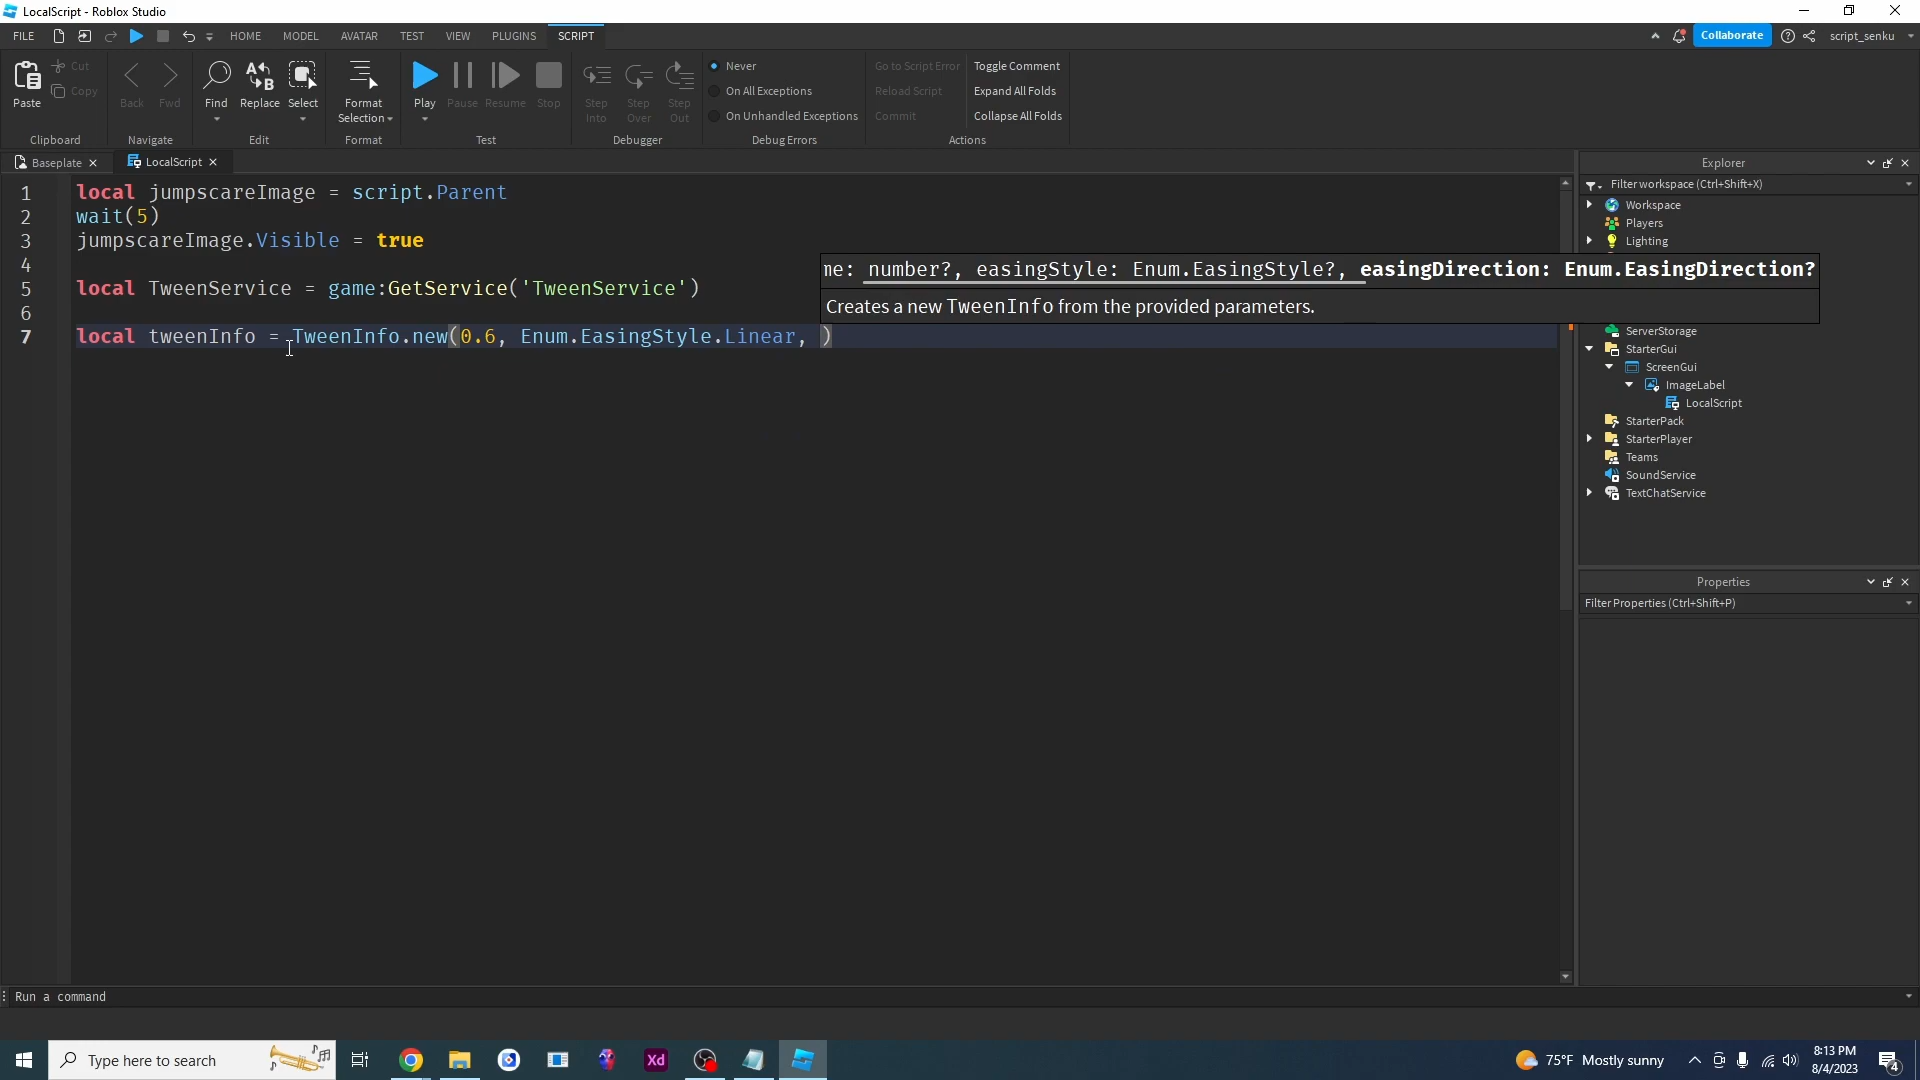 LocalScript - Roblox Studio
FILE HOME MODEL AVATAR TEST VIEW PLUGINS SCRIPT Collaborate script_senku
Paste Cut Copy
Back Fwd Find Replace Select Format Selection Play Pause Resume Stop Step Into Step Over Step Out
Never
On All Exceptions
On Unhandled Exceptions
Go to Script Error
Reload Script
Commit
Toggle Comment
Expand All Folds
Collapse All Folds
Clipboard Navigate Edit Format Test Debugger Debug Errors Actions
Baseplate LocalScript
1 local jumpscareImage = script.Parent
2 wait(5)
3 jumpscareImage.Visible = true
4
5 local TweenService = game:GetService('TweenService')
6
7 local tweenInfo = TweenInfo.new(0.6, Enum.EasingStyle.Linear, )
me: number?, easingStyle: Enum.EasingStyle?, easingDirection: Enum.EasingDirection?
Creates a new TweenInfo from the provided parameters.
Explorer
Filter workspace (Ctrl+Shift+X)
Workspace
Players
Lighting
ServerStorage
StarterGui
ScreenGui
ImageLabel
LocalScript
StarterPack
StarterPlayer
Teams
SoundService
TextChatService
Properties
Filter Properties (Ctrl+Shift+P)
Run a command
Type here to search
Xd
75°F Mostly sunny
8:13 PM
8/4/2023
4